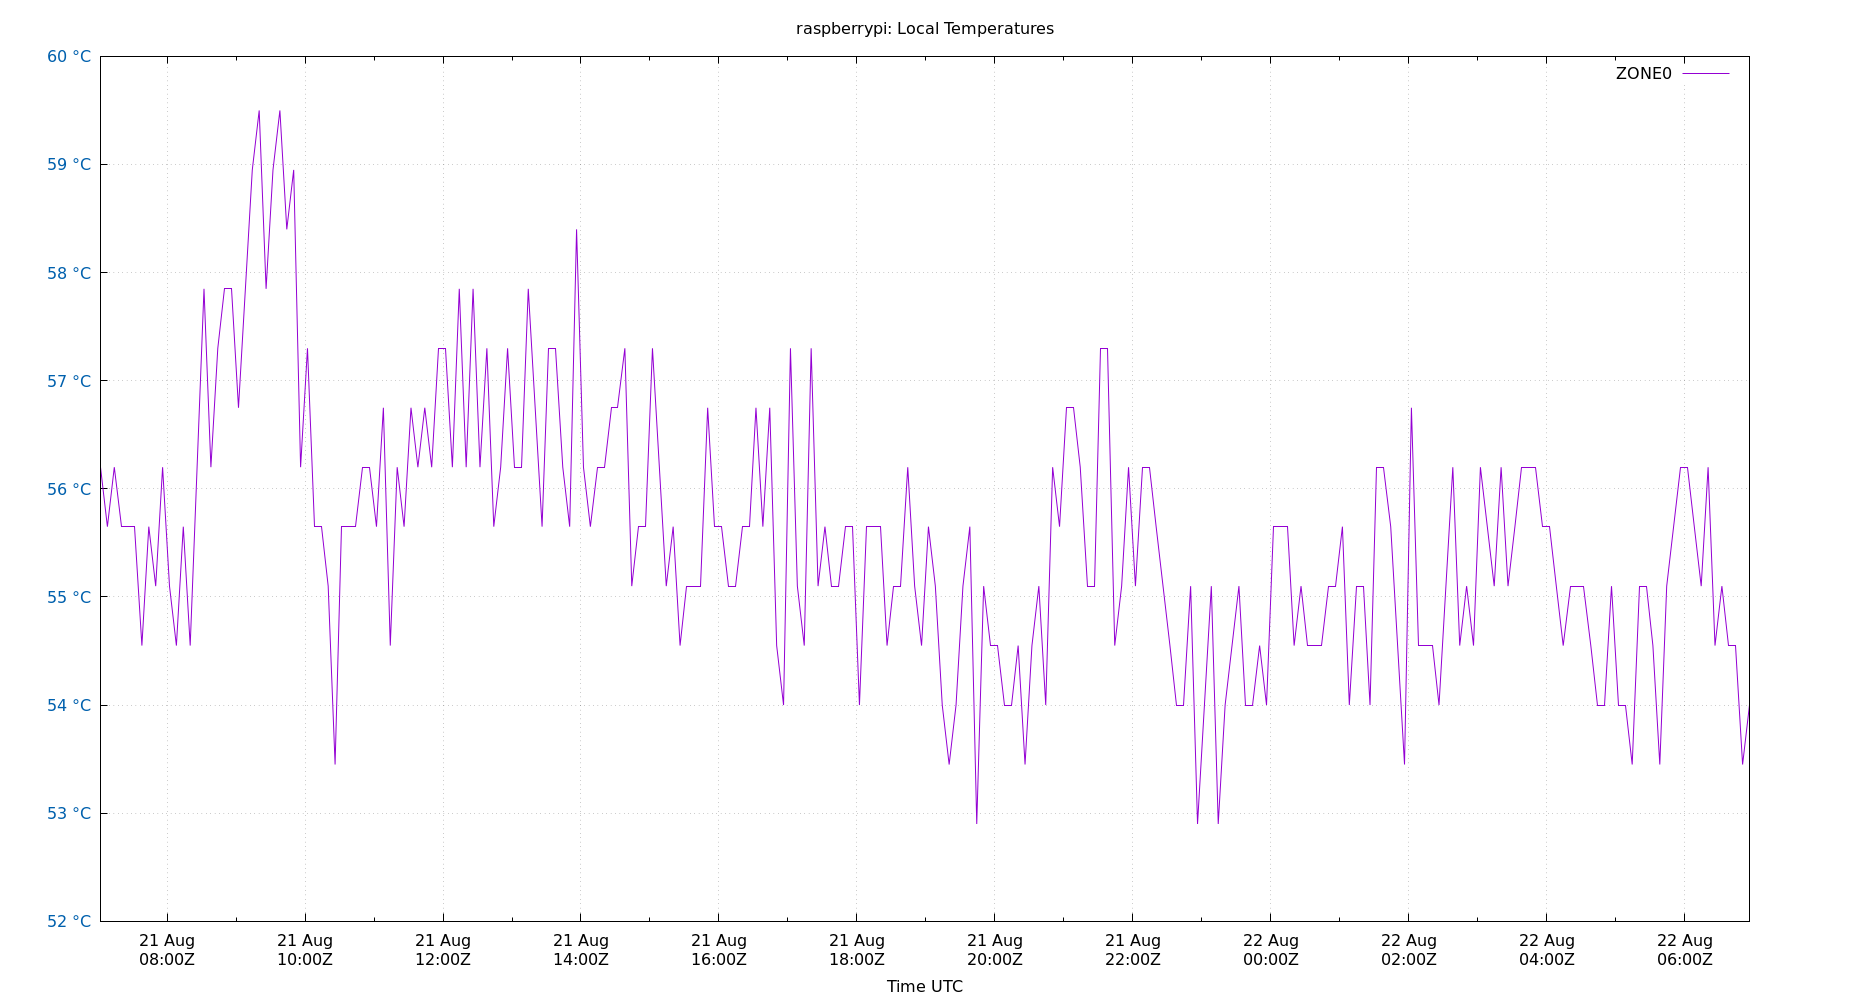 raspberrypi: Local Temperatures
60 °C
ZONE0
59 °C
58 °C
57 °C
56 °C
55 °C
54 °C
53 °C
52 °C
21 Aug 21 Aug 21 Aug 21 Aug 21 Aug 21 Aug 21 Aug 21 Aug 22 Aug 22 Aug 22 Aug 22 Aug
08:00Z 10:00Z 12:00Z 14:00Z 16:00Z 18:00Z 20:00Z 22:00Z 00:00Z 02:00Z 04:00Z 06:00Z
Time UTC